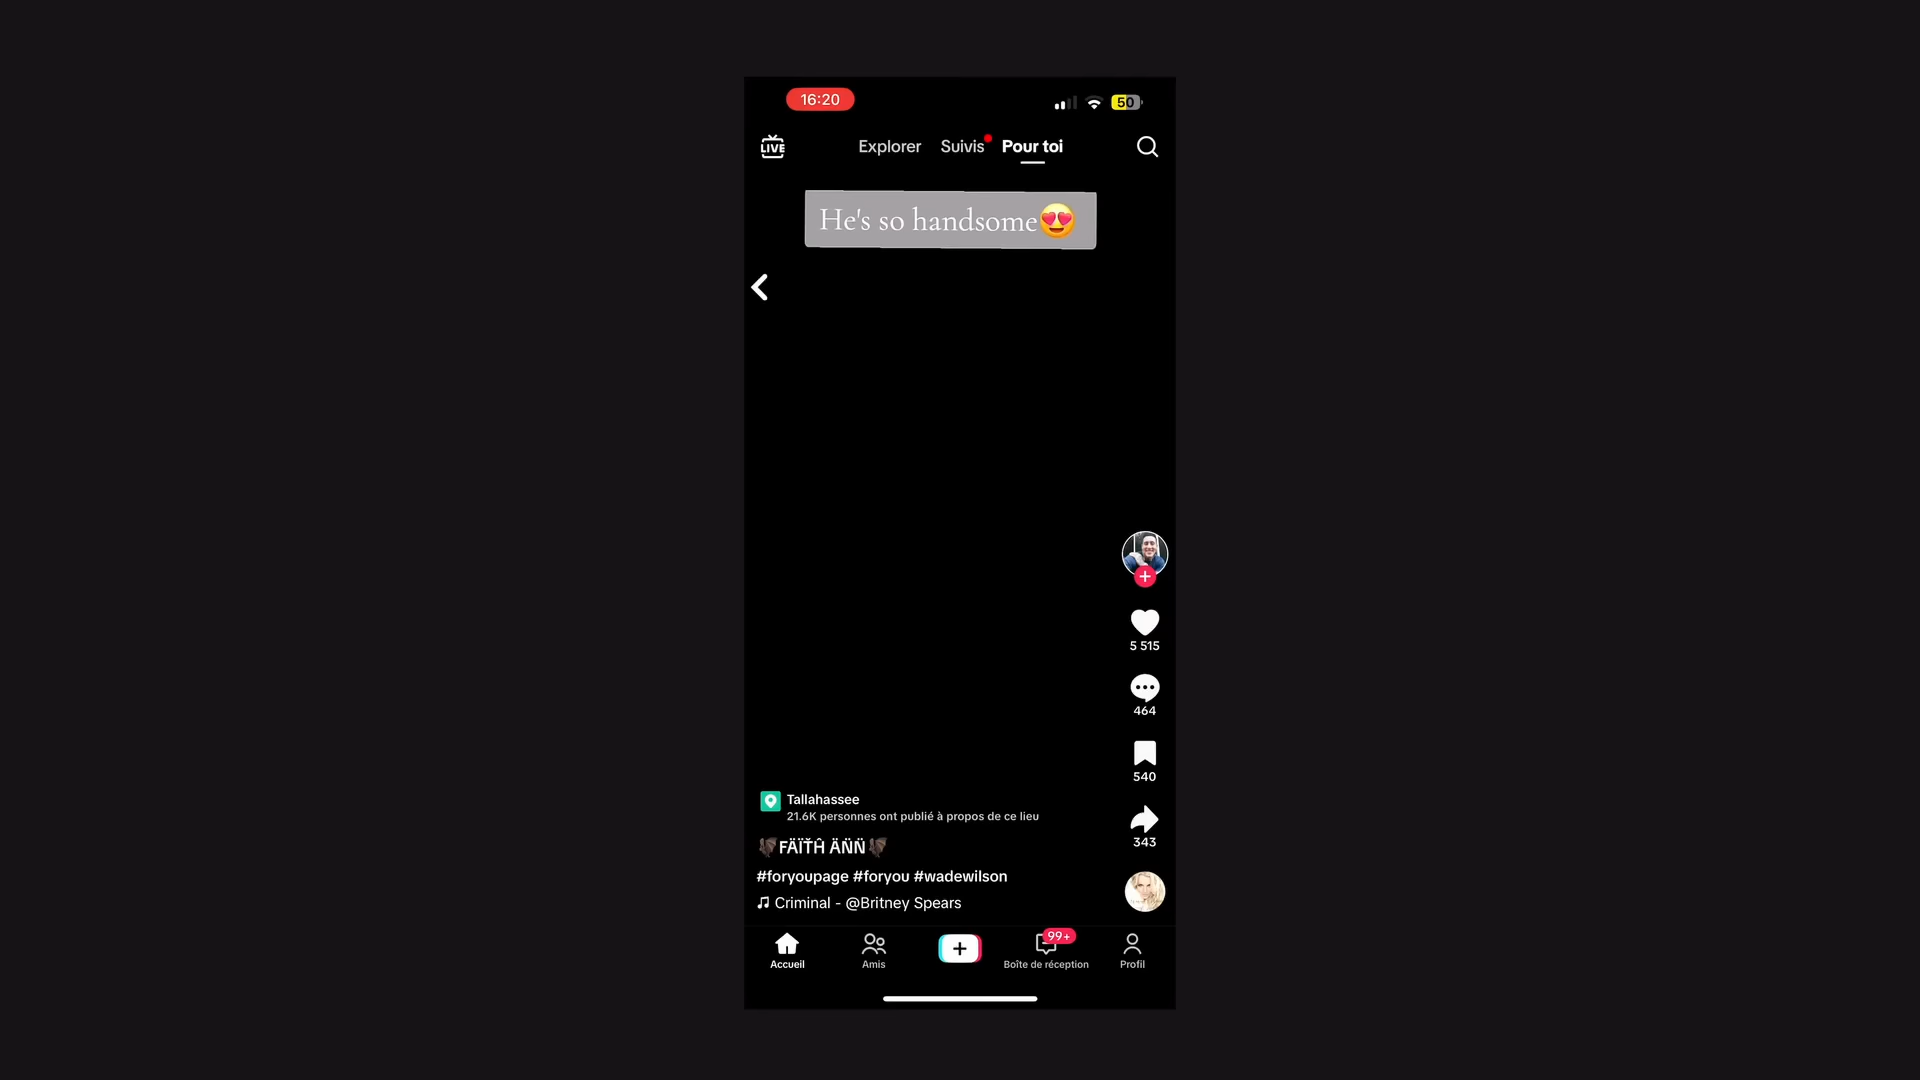 16:20
50
LIVE
Explorer Suivis Pour toi
He's so handsome😍
5 515
464
540
343
Tallahassee
21.6K personnes ont publié à propos de ce lieu
🦇FÄÏŤĤ ÄN̈N̈🦇
#foryoupage #foryou #wadewilson
Criminal - @Britney Spears
99+
Accueil Amis Boîte de réception Profil